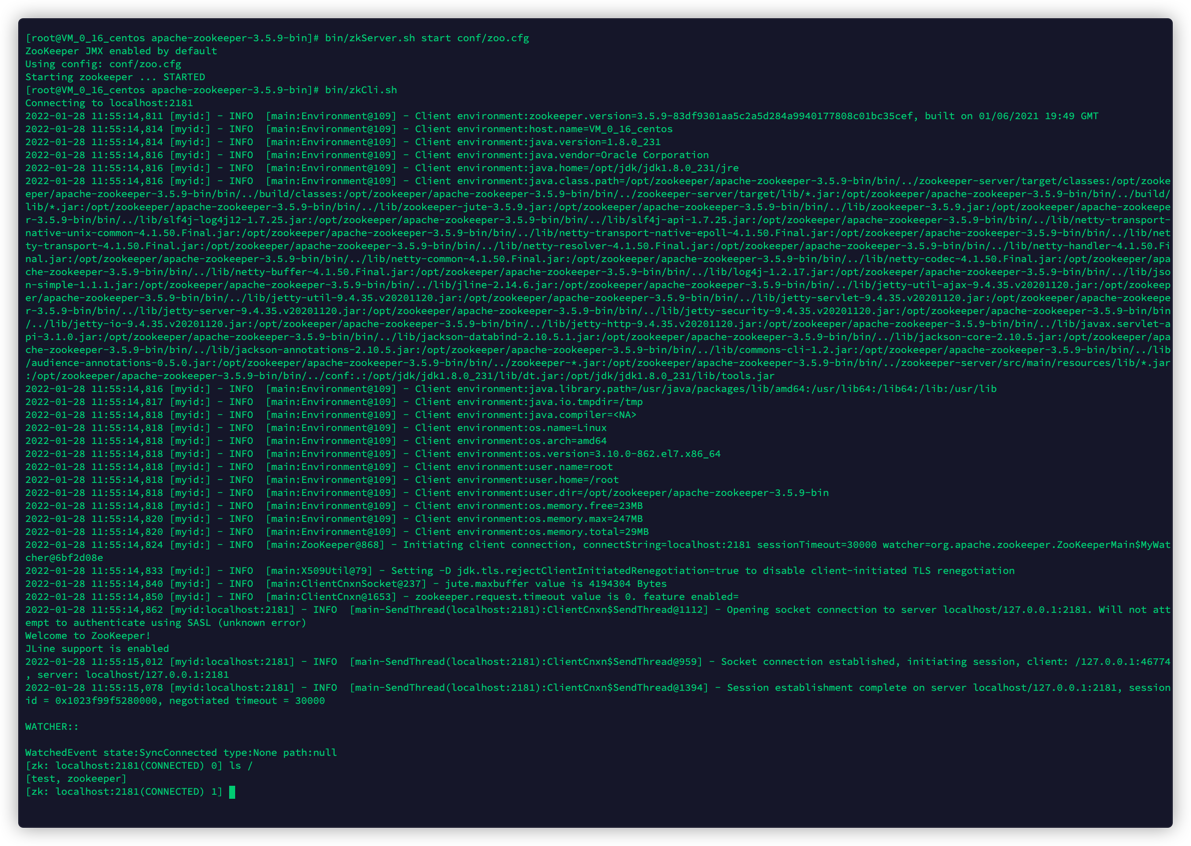 [root@VM_0_16_centos apache-zookeeper-3.5.9-bin]# bin/zkServer.sh start conf/zoo.cfg
ZooKeeper JMX enabled by default
Using config: conf/zoo.cfg
Starting zookeeper ... STARTED
[root@VM_0_16_centos apache-zookeeper-3.5.9-bin]# bin/zkCli.sh
Connecting to localhost:2181
2022-01-28 11:55:14,811 [myid:] - INFO  [main:Environment@109] - Client environment:zookeeper.version=3.5.9-83df9301aa5c2a5d284a9940177808c01bc35cef, built on 01/06/2021 19:49 GMT
2022-01-28 11:55:14,814 [myid:] - INFO  [main:Environment@109] - Client environment:host.name=VM_0_16_centos
2022-01-28 11:55:14,814 [myid:] - INFO  [main:Environment@109] - Client environment:java.version=1.8.0_231
2022-01-28 11:55:14,816 [myid:] - INFO  [main:Environment@109] - Client environment:java.vendor=Oracle Corporation
2022-01-28 11:55:14,816 [myid:] - INFO  [main:Environment@109] - Client environment:java.home=/opt/jdk/jdk1.8.0_231/jre
2022-01-28 11:55:14,816 [myid:] - INFO  [main:Environment@109] - Client environment:java.class.path=/opt/zookeeper/apache-zookeeper-3.5.9-bin/bin/../zookeeper-server/target/classes:/opt/zooke
eper/apache-zookeeper-3.5.9-bin/bin/../build/classes:/opt/zookeeper/apache-zookeeper-3.5.9-bin/bin/../zookeeper-server/target/lib/*.jar:/opt/zookeeper/apache-zookeeper-3.5.9-bin/bin/../build/
lib/*.jar:/opt/zookeeper/apache-zookeeper-3.5.9-bin/bin/../lib/zookeeper-jute-3.5.9.jar:/opt/zookeeper/apache-zookeeper-3.5.9-bin/bin/../lib/zookeeper-3.5.9.jar:/opt/zookeeper/apache-zookeepe
r-3.5.9-bin/bin/../lib/slf4j-log4j12-1.7.25.jar:/opt/zookeeper/apache-zookeeper-3.5.9-bin/bin/../lib/slf4j-api-1.7.25.jar:/opt/zookeeper/apache-zookeeper-3.5.9-bin/bin/../lib/netty-transport-
native-unix-common-4.1.50.Final.jar:/opt/zookeeper/apache-zookeeper-3.5.9-bin/bin/../lib/netty-transport-native-epoll-4.1.50.Final.jar:/opt/zookeeper/apache-zookeeper-3.5.9-bin/bin/../lib/net
ty-transport-4.1.50.Final.jar:/opt/zookeeper/apache-zookeeper-3.5.9-bin/bin/../lib/netty-resolver-4.1.50.Final.jar:/opt/zookeeper/apache-zookeeper-3.5.9-bin/bin/../lib/netty-handler-4.1.50.Fi
nal.jar:/opt/zookeeper/apache-zookeeper-3.5.9-bin/bin/../lib/netty-common-4.1.50.Final.jar:/opt/zookeeper/apache-zookeeper-3.5.9-bin/bin/../lib/netty-codec-4.1.50.Final.jar:/opt/zookeeper/apa
che-zookeeper-3.5.9-bin/bin/../lib/netty-buffer-4.1.50.Final.jar:/opt/zookeeper/apache-zookeeper-3.5.9-bin/bin/../lib/log4j-1.2.17.jar:/opt/zookeeper/apache-zookeeper-3.5.9-bin/bin/../lib/jso
n-simple-1.1.1.jar:/opt/zookeeper/apache-zookeeper-3.5.9-bin/bin/../lib/jline-2.14.6.jar:/opt/zookeeper/apache-zookeeper-3.5.9-bin/bin/../lib/jetty-util-ajax-9.4.35.v20201120.jar:/opt/zookeep
er/apache-zookeeper-3.5.9-bin/bin/../lib/jetty-util-9.4.35.v20201120.jar:/opt/zookeeper/apache-zookeeper-3.5.9-bin/bin/../lib/jetty-servlet-9.4.35.v20201120.jar:/opt/zookeeper/apache-zookeepe
r-3.5.9-bin/bin/../lib/jetty-server-9.4.35.v20201120.jar:/opt/zookeeper/apache-zookeeper-3.5.9-bin/bin/../lib/jetty-security-9.4.35.v20201120.jar:/opt/zookeeper/apache-zookeeper-3.5.9-bin/bin
/../lib/jetty-io-9.4.35.v20201120.jar:/opt/zookeeper/apache-zookeeper-3.5.9-bin/bin/../lib/jetty-http-9.4.35.v20201120.jar:/opt/zookeeper/apache-zookeeper-3.5.9-bin/bin/../lib/javax.servlet-a
pi-3.1.0.jar:/opt/zookeeper/apache-zookeeper-3.5.9-bin/bin/../lib/jackson-databind-2.10.5.1.jar:/opt/zookeeper/apache-zookeeper-3.5.9-bin/bin/../lib/jackson-core-2.10.5.jar:/opt/zookeeper/apa
che-zookeeper-3.5.9-bin/bin/../lib/jackson-annotations-2.10.5.jar:/opt/zookeeper/apache-zookeeper-3.5.9-bin/bin/../lib/commons-cli-1.2.jar:/opt/zookeeper/apache-zookeeper-3.5.9-bin/bin/../lib
/audience-annotations-0.5.0.jar:/opt/zookeeper/apache-zookeeper-3.5.9-bin/bin/../zookeeper-*.jar:/opt/zookeeper/apache-zookeeper-3.5.9-bin/bin/../zookeeper-server/src/main/resources/lib/*.jar
:/opt/zookeeper/apache-zookeeper-3.5.9-bin/bin/../conf:.:/opt/jdk/jdk1.8.0_231/lib/dt.jar:/opt/jdk/jdk1.8.0_231/lib/tools.jar
2022-01-28 11:55:14,816 [myid:] - INFO  [main:Environment@109] - Client environment:java.library.path=/usr/java/packages/lib/amd64:/usr/lib64:/lib64:/lib:/usr/lib
2022-01-28 11:55:14,817 [myid:] - INFO  [main:Environment@109] - Client environment:java.io.tmpdir=/tmp
2022-01-28 11:55:14,818 [myid:] - INFO  [main:Environment@109] - Client environment:java.compiler=<NA>
2022-01-28 11:55:14,818 [myid:] - INFO  [main:Environment@109] - Client environment:os.name=Linux
2022-01-28 11:55:14,818 [myid:] - INFO  [main:Environment@109] - Client environment:os.arch=amd64
2022-01-28 11:55:14,818 [myid:] - INFO  [main:Environment@109] - Client environment:os.version=3.10.0-862.el7.x86_64
2022-01-28 11:55:14,818 [myid:] - INFO  [main:Environment@109] - Client environment:user.name=root
2022-01-28 11:55:14,818 [myid:] - INFO  [main:Environment@109] - Client environment:user.home=/root
2022-01-28 11:55:14,818 [myid:] - INFO  [main:Environment@109] - Client environment:user.dir=/opt/zookeeper/apache-zookeeper-3.5.9-bin
2022-01-28 11:55:14,818 [myid:] - INFO  [main:Environment@109] - Client environment:os.memory.free=23MB
2022-01-28 11:55:14,820 [myid:] - INFO  [main:Environment@109] - Client environment:os.memory.max=247MB
2022-01-28 11:55:14,820 [myid:] - INFO  [main:Environment@109] - Client environment:os.memory.total=29MB
2022-01-28 11:55:14,824 [myid:] - INFO  [main:ZooKeeper@868] - Initiating client connection, connectString=localhost:2181 sessionTimeout=30000 watcher=org.apache.zookeeper.ZooKeeperMain$MyWat
cher@6bf2d08e
2022-01-28 11:55:14,833 [myid:] - INFO  [main:X509Util@79] - Setting -D jdk.tls.rejectClientInitiatedRenegotiation=true to disable client-initiated TLS renegotiation
2022-01-28 11:55:14,840 [myid:] - INFO  [main:ClientCnxnSocket@237] - jute.maxbuffer value is 4194304 Bytes
2022-01-28 11:55:14,850 [myid:] - INFO  [main:ClientCnxn@1653] - zookeeper.request.timeout value is 0. feature enabled=
2022-01-28 11:55:14,862 [myid:localhost:2181] - INFO  [main-SendThread(localhost:2181):ClientCnxn$SendThread@1112] - Opening socket connection to server localhost/127.0.0.1:2181. Will not att
empt to authenticate using SASL (unknown error)
Welcome to ZooKeeper!
JLine support is enabled
2022-01-28 11:55:15,012 [myid:localhost:2181] - INFO  [main-SendThread(localhost:2181):ClientCnxn$SendThread@959] - Socket connection established, initiating session, client: /127.0.0.1:46774
, server: localhost/127.0.0.1:2181
2022-01-28 11:55:15,078 [myid:localhost:2181] - INFO  [main-SendThread(localhost:2181):ClientCnxn$SendThread@1394] - Session establishment complete on server localhost/127.0.0.1:2181, session
id = 0x1023f99f5280000, negotiated timeout = 30000
WATCHER::
WatchedEvent state:SyncConnected type:None path:null
[zk: localhost:2181(CONNECTED) 0] ls /
[test, zookeeper]
[zk: localhost:2181(CONNECTED) 1]